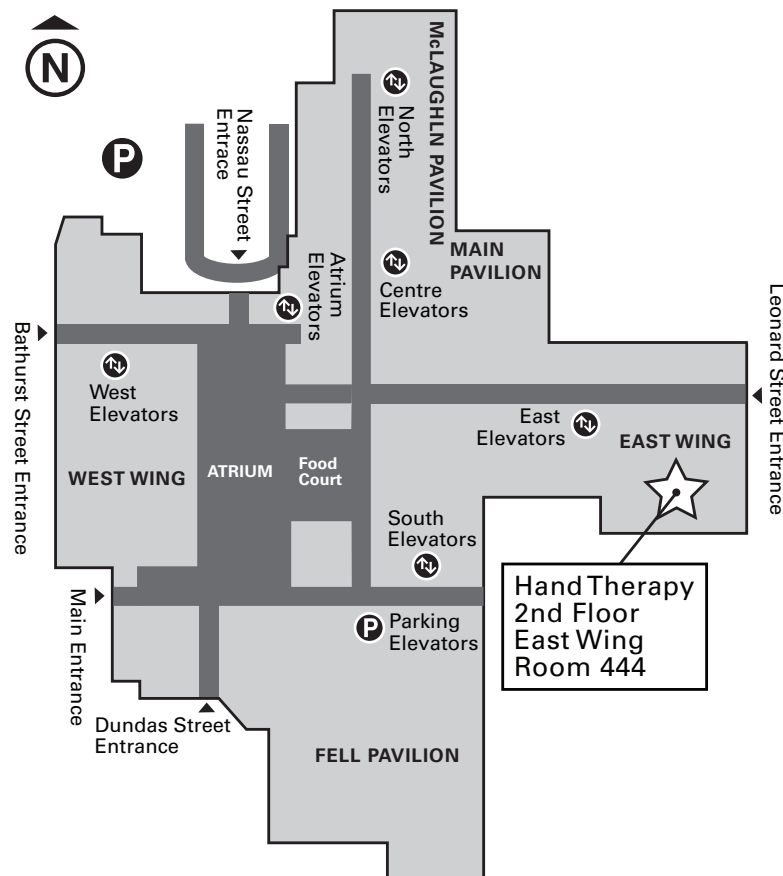 N
P
Nassau Street
Entrace
McLAUGHLN PAVILION
North
Elevators
MAIN
PAVILION
Atrium
Elevators
Centre
Elevators
Bathurst Street Entrance
West
Elevators
Leonard Street Entrance
East
Elevators
EAST WING
WEST WING
ATRIUM
Food
Court
South
Elevators
Hand Therapy
2nd Floor
East Wing
Room 444
Main Entrance
P
Parking
Elevators
Dundas Street
Entrance
FELL PAVILION